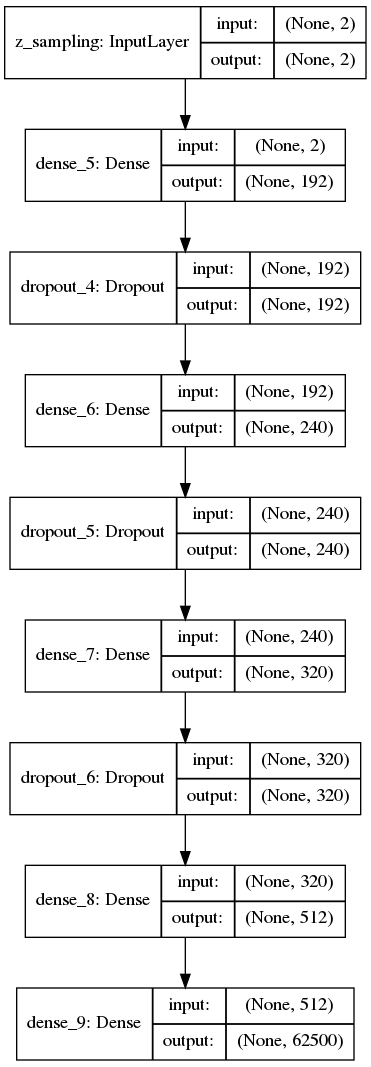 z_sampling: InputLayer
input: (None, 2)
output: (None, 2)
dense_5: Dense
input: (None, 2)
output: (None, 192)
dropout_4: Dropout
input: (None, 192)
output: (None, 192)
dense_6: Dense
input: (None, 192)
output: (None, 240)
dropout_5: Dropout
input: (None, 240)
output: (None, 240)
dense_7: Dense
input: (None, 240)
output: (None, 320)
dropout_6: Dropout
input: (None, 320)
output: (None, 320)
dense_8: Dense
input: (None, 320)
output: (None, 512)
dense_9: Dense
input: (None, 512)
output: (None, 62500)